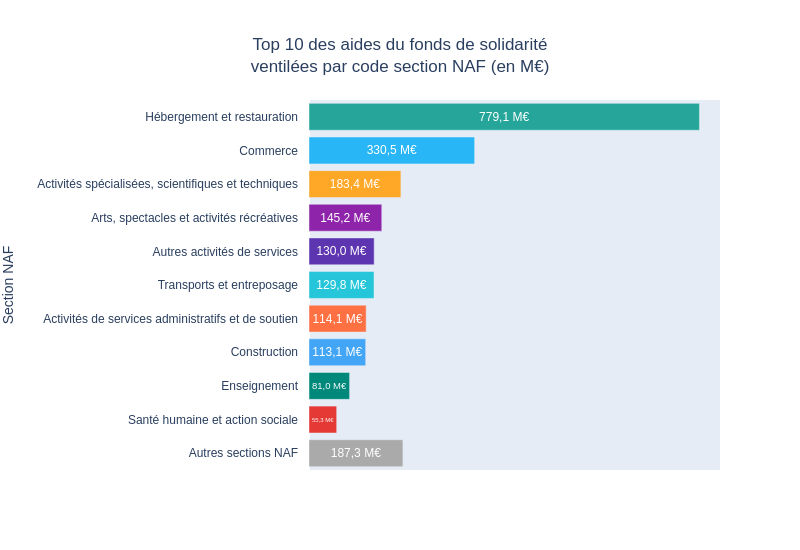 Top 10 des aides du fonds de solidarité
ventilées par code section NAF (en M€)
Section NAF
Hébergement et restauration 779,1 M€
Commerce 330,5 M€
Activités spécialisées, scientifiques et techniques 183,4 M€
Arts, spectacles et activités récréatives 145,2 M€
Autres activités de services 130,0 M€
Transports et entreposage 129,8 M€
Activités de services administratifs et de soutien 114,1 M€
Construction 113,1 M€
Enseignement 81,0 M€
Santé humaine et action sociale
Autres sections NAF 187,3 M€